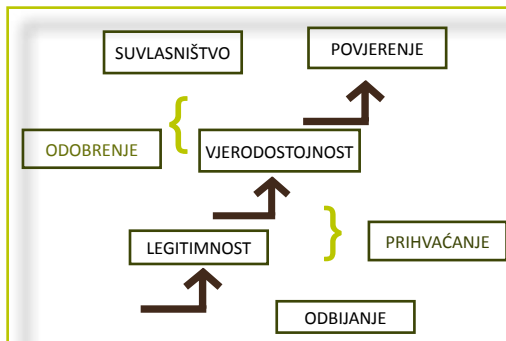 SUVLASNIŠTVO
POVJERENJE
ODOBRENJE
VJERODOSTOJNOST
LEGITIMNOST
PRIHVAĆANJE
ODBIJANJE